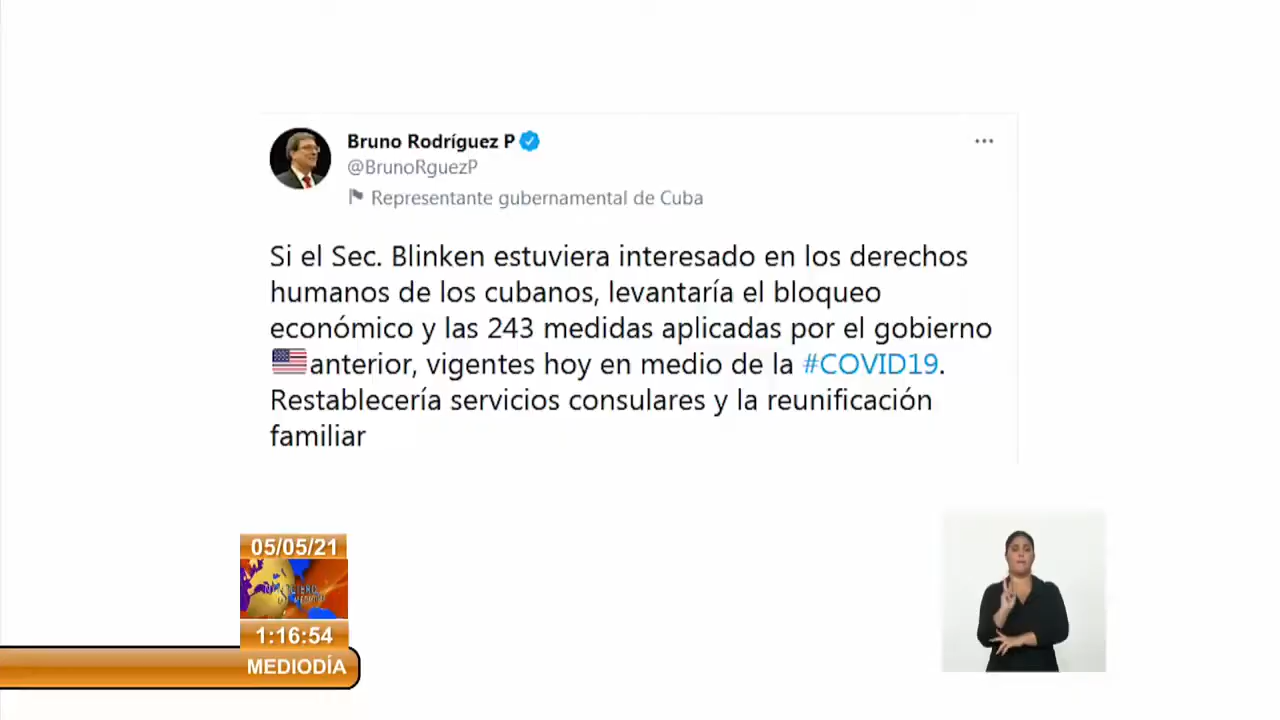 Bruno Rodríguez P
@BrunoRguezP
Representante gubernamental de Cuba
Si el Sec. Blinken estuviera interesado en los derechos
humanos de los cubanos, levantaría el bloqueo
económico y las 243 medidas aplicadas por el gobierno
anterior, vigentes hoy en medio de la #COVID19.
Restablecería servicios consulares y la reunificación
familiar
05/05/21
1:16:54
MEDIODÍA